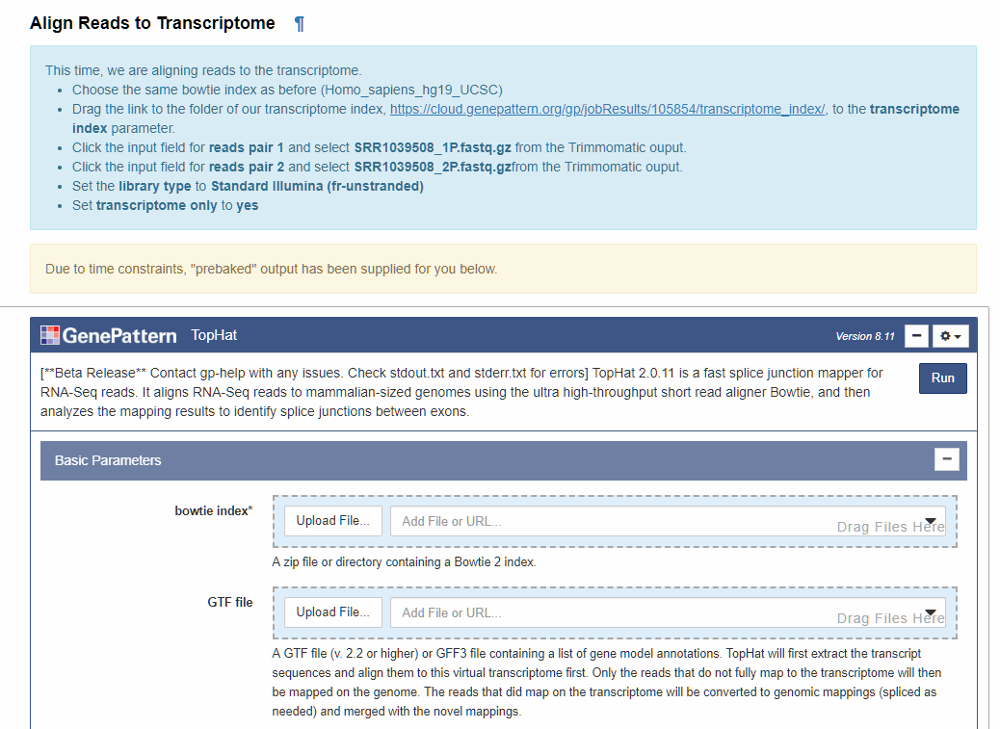 Align Reads to Transcriptome ¶
This time, we are aligning reads to the transcriptome.
• Choose the same bowtie index as before (Homo_sapiens_hg19_UCSC)
• Drag the link to the folder of our transcriptome index, https://cloud.genepattern.org/gp/jobResults/105854/transcriptome_index/, to the transcriptome
index parameter.
• Click the input field for reads pair 1 and select SRR1039508_1P.fastq.gz from the Trimmomatic ouput.
• Click the input field for reads pair 2 and select SRR1039508_2P.fastq.gzfrom the Trimmomatic ouput.
• Set the library type to Standard Illumina (fr-unstranded)
• Set transcriptome only to yes
Due to time constraints, "prebaked" output has been supplied for you below.
GenePattern TopHat Version 8.11
[**Beta Release** Contact gp-help with any issues. Check stdout.txt and stderr.txt for errors] TopHat 2.0.11 is a fast splice junction mapper for
RNA-Seq reads. It aligns RNA-Seq reads to mammalian-sized genomes using the ultra high-throughput short read aligner Bowtie, and then
analyzes the mapping results to identify splice junctions between exons.
Run
Basic Parameters
bowtie index*
Upload File... Add File or URL... Drag Files Here
A zip file or directory containing a Bowtie 2 index.
GTF file
Upload File... Add File or URL... Drag Files Here
A GTF file (v. 2.2 or higher) or GFF3 file containing a list of gene model annotations. TopHat will first extract the transcript
sequences and align them to this virtual transcriptome first. Only the reads that do not fully map to the transcriptome will then
be mapped on the genome. The reads that did map on the transcriptome will be converted to genomic mappings (spliced as
needed) and merged with the novel mappings.